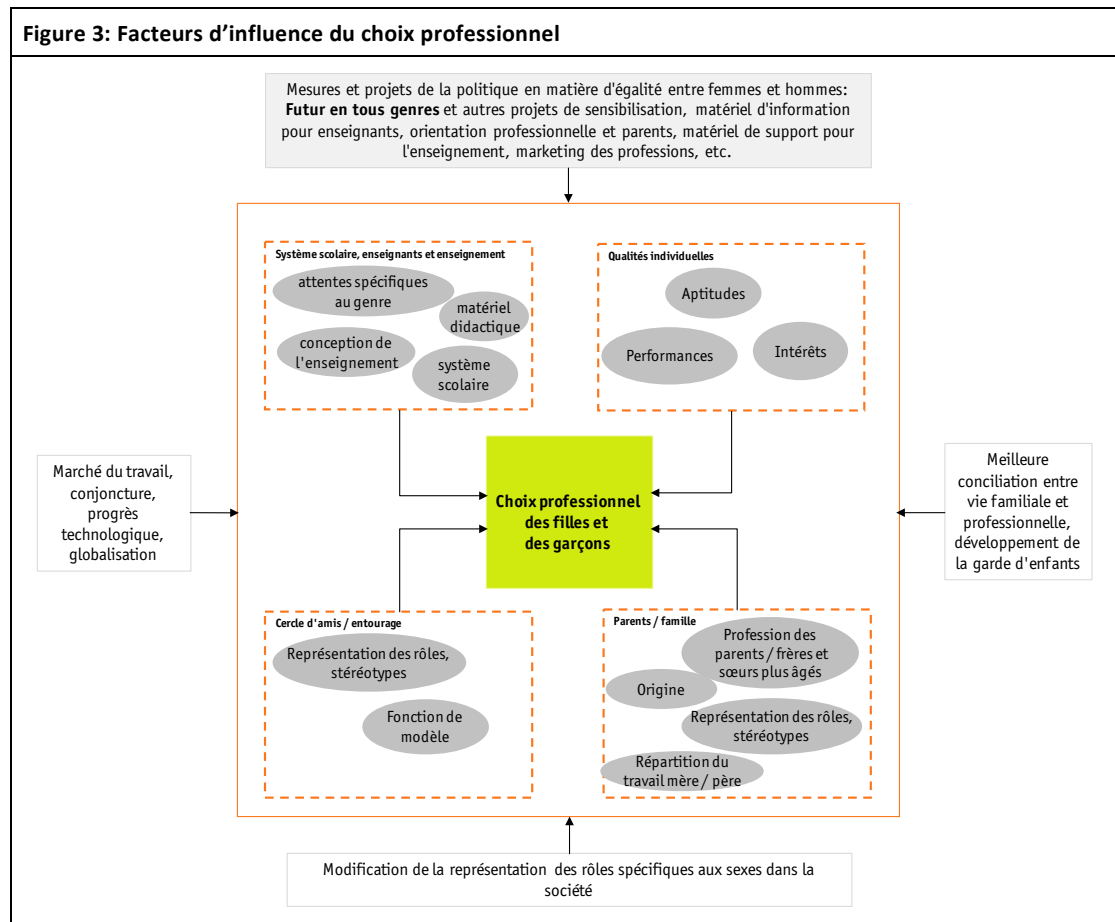 Figure 3: Facteurs d’influence du choix professionnel
Mesures et projets de la politique en matière d'égalité entre femmes et hommes:
Futur en tous genres et autres projets de sensibilisation, matériel d'information
pour enseignants, orientation professionnelle et parents, matériel de support pour
l'enseignement, marketing des professions, etc.
Système scolaire, enseignants et enseignement
attentes spécifiques
au genre
matériel
didactique
conception de
l'enseignement
système
scolaire
Qualités individuelles
Aptitudes
Performances
Intérêts
Marché du travail,
conjoncture,
progrès
technologique,
globalisation
Choix professionnel
des filles et
des garçons
Meilleure
conciliation entre
vie familiale et
professionnelle,
développement de
la garde d'enfants
Cercle d'amis / entourage
Représentation des rôles,
stéréotypes
Fonction de
modèle
Parents / famille
Profession des
parents / frères et
sœurs plus âgés
Origine
Représentation des rôles,
stéréotypes
Répartition du
travail mère / père
Modification de la représentation des rôles spécifiques aux sexes dans la
société